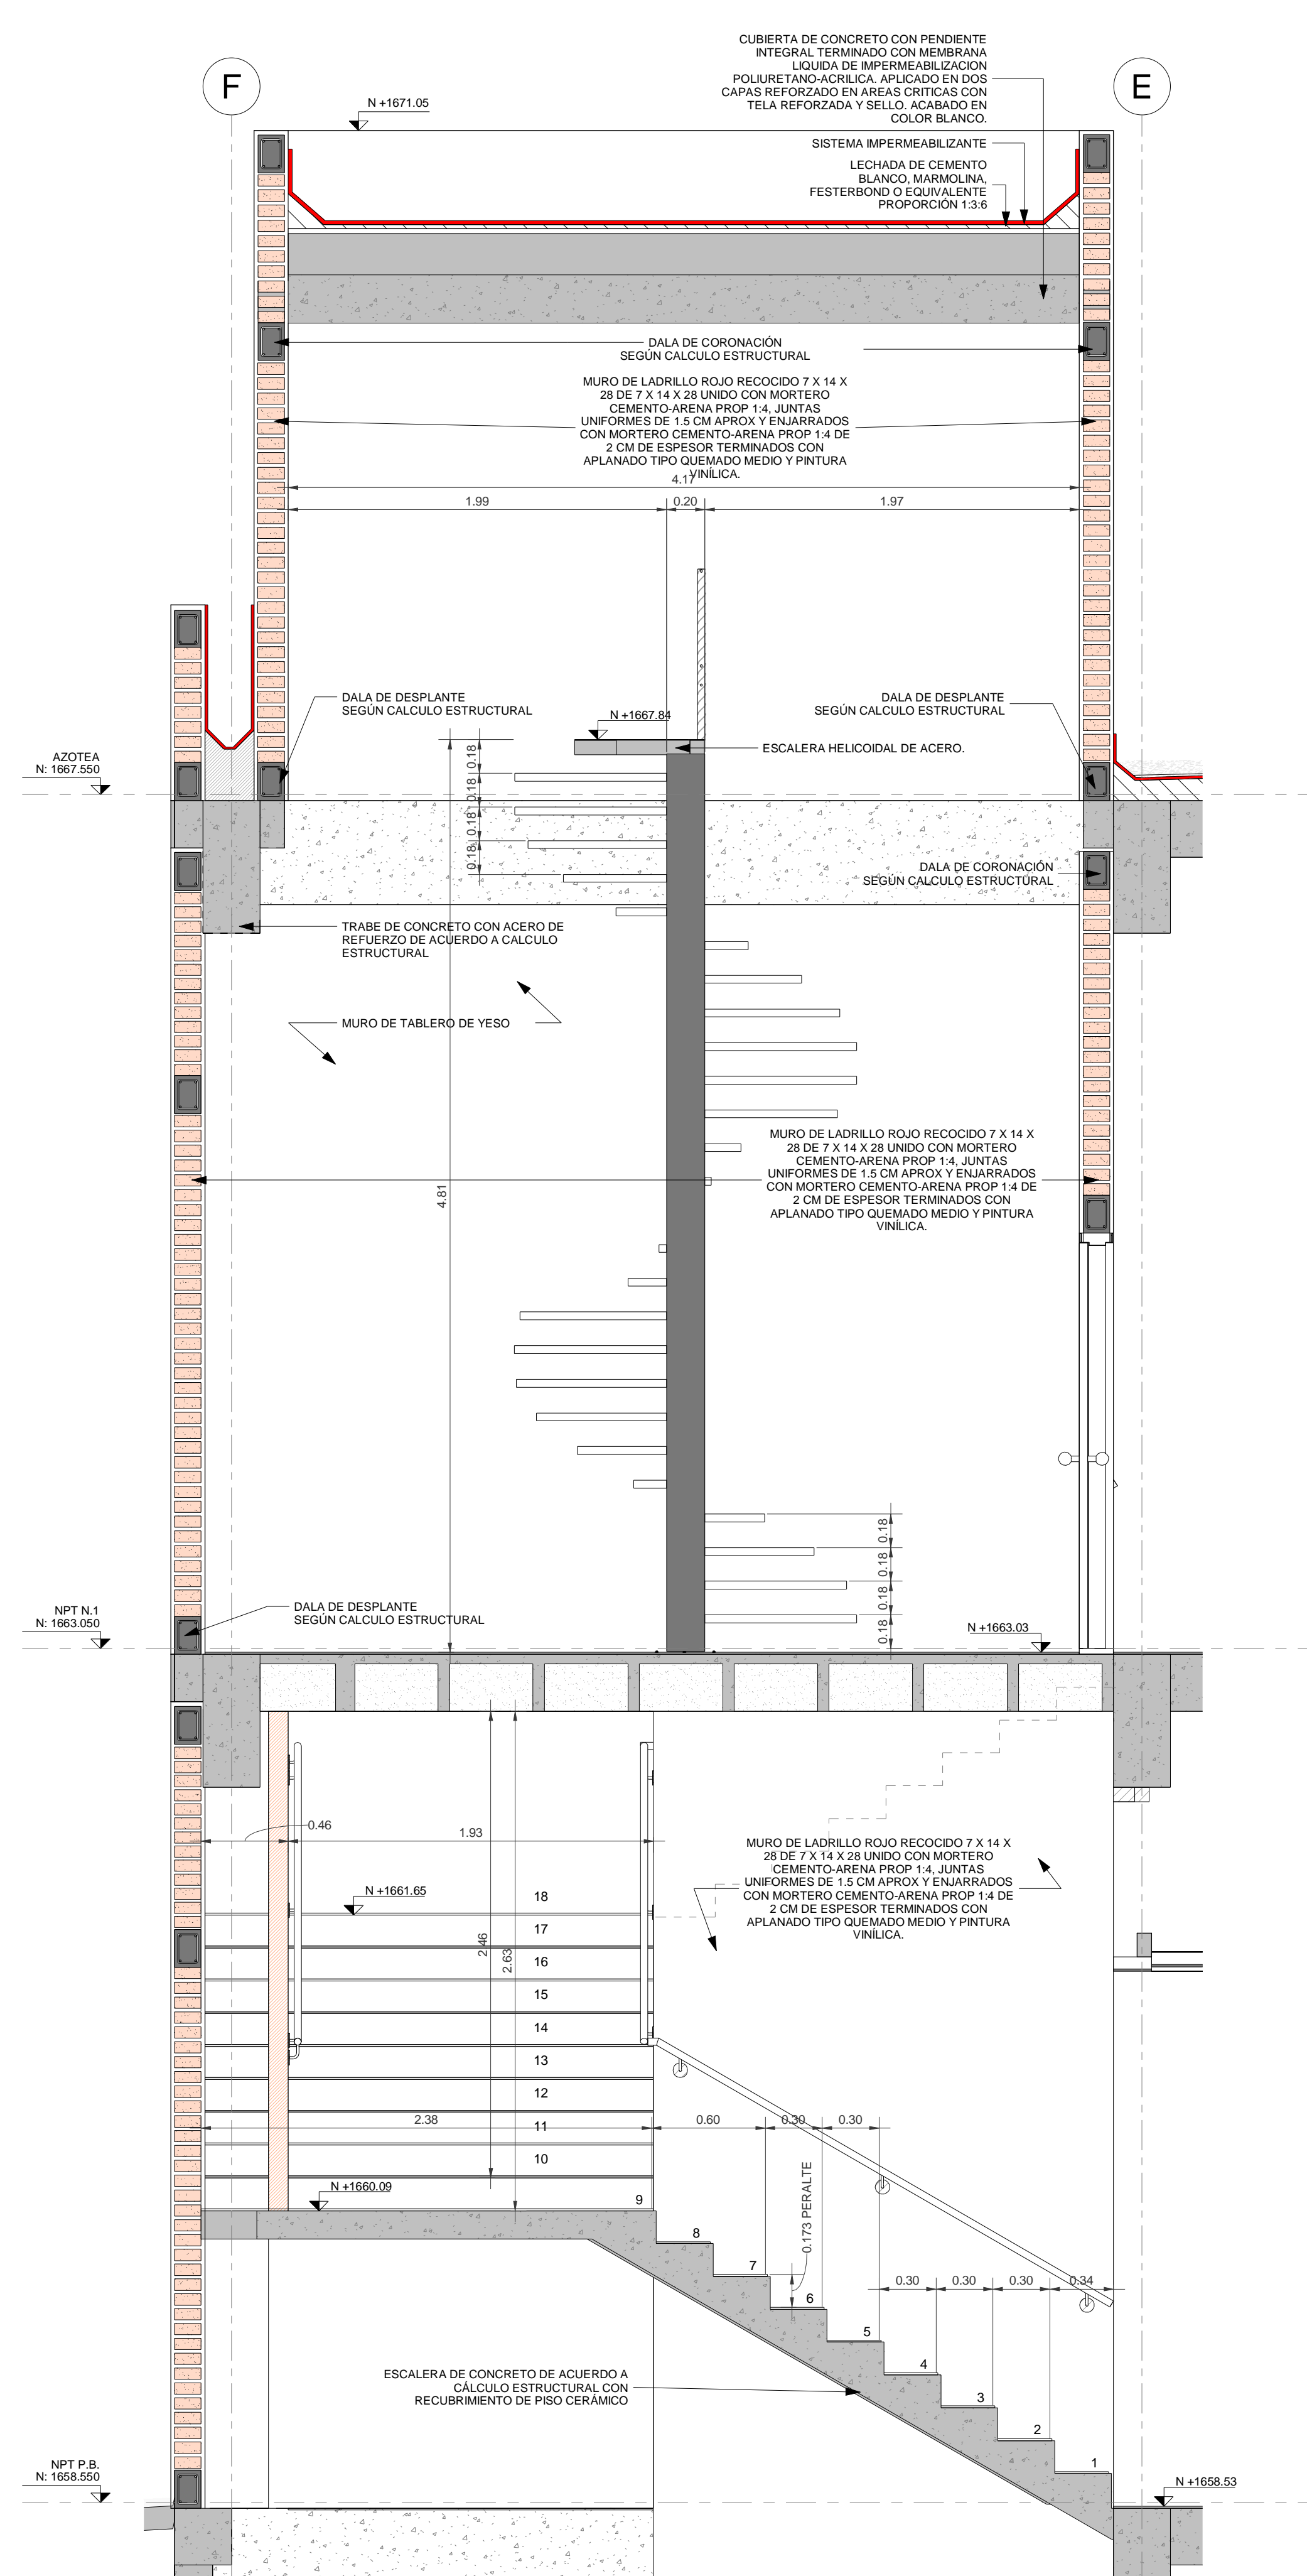 F
E
CUBIERTA DE CONCRETO CON PENDIENTE
INTEGRAL TERMINADO CON MEMBRANA
LIQUIDA DE IMPERMEABILIZACION
POLIURETANO-ACRILICA. APLICADO EN DOS
CAPAS REFORZADO EN AREAS CRITICAS CON
TELA REFORZADA Y SELLO. ACABADO EN
COLOR BLANCO.
N +1671.05
SISTEMA IMPERMEABILIZANTE
LECHADA DE CEMENTO
BLANCO, MARMOLINA,
FESTERBOND O EQUIVALENTE
PROPORCIÓN 1:3:6
DALA DE CORONACIÓN
SEGÚN CALCULO ESTRUCTURAL
MURO DE LADRILLO ROJO RECOCIDO 7 X 14 X
28 DE 7 X 14 X 28 UNIDO CON MORTERO
CEMENTO-ARENA PROP 1:4, JUNTAS
UNIFORMES DE 1.5 CM APROX Y ENJARRADOS
CON MORTERO CEMENTO-ARENA PROP 1:4 DE
2 CM DE ESPESOR TERMINADOS CON
APLANADO TIPO QUEMADO MEDIO Y PINTURA
VINÍLICA.
4.17
1.99
0.20
1.97
DALA DE DESPLANTE
SEGÚN CALCULO ESTRUCTURAL
DALA DE DESPLANTE
SEGÚN CALCULO ESTRUCTURAL
N +1667.84
ESCALERA HELICOIDAL DE ACERO.
AZOTEA
N: 1667.550
0.18
0.18
0.18
0.18
DALA DE CORONACIÓN
SEGÚN CALCULO ESTRUCTURAL
TRABE DE CONCRETO CON ACERO DE
REFUERZO DE ACUERDO A CALCULO
ESTRUCTURAL
MURO DE TABLERO DE YESO
MURO DE LADRILLO ROJO RECOCIDO 7 X 14 X
28 DE 7 X 14 X 28 UNIDO CON MORTERO
CEMENTO-ARENA PROP 1:4, JUNTAS
UNIFORMES DE 1.5 CM APROX Y ENJARRADOS
CON MORTERO CEMENTO-ARENA PROP 1:4 DE
2 CM DE ESPESOR TERMINADOS CON
APLANADO TIPO QUEMADO MEDIO Y PINTURA
VINÍLICA.
4.81
0.18
0.18
0.18
0.18
DALA DE DESPLANTE
SEGÚN CALCULO ESTRUCTURAL
NPT N.1
N: 1663.050
N +1663.03
0.46
1.93
MURO DE LADRILLO ROJO RECOCIDO 7 X 14 X
28 DE 7 X 14 X 28 UNIDO CON MORTERO
CEMENTO-ARENA PROP 1:4, JUNTAS
UNIFORMES DE 1.5 CM APROX Y ENJARRADOS
CON MORTERO CEMENTO-ARENA PROP 1:4 DE
2 CM DE ESPESOR TERMINADOS CON
APLANADO TIPO QUEMADO MEDIO Y PINTURA
VINÍLICA.
N +1661.65
18
17
2.46
2.63
16
15
14
13
12
11
10
2.38
0.60
0.30
0.30
N +1660.09
9
0.173 PERALTE
8
7
6
5
4
3
2
1
0.30
0.30
0.30
0.34
ESCALERA DE CONCRETO DE ACUERDO A
CÁLCULO ESTRUCTURAL CON
RECUBRIMIENTO DE PISO CERÁMICO
NPT P.B.
N: 1658.550
N +1658.53